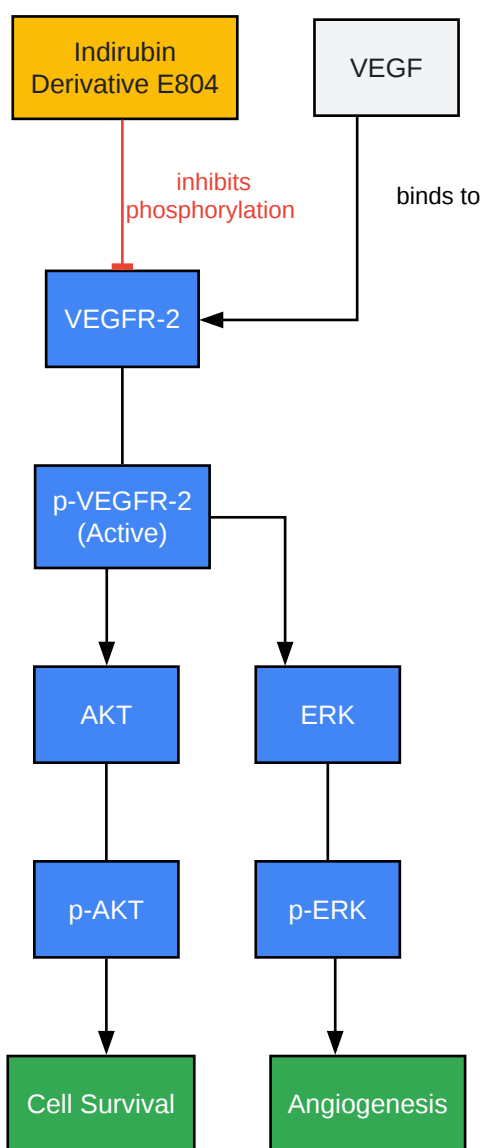 Indirubin
Derivative E804
VEGF
inhibits
phosphorylation
binds to
VEGFR-2
p-VEGFR-2
(Active)
AKT
ERK
p-AKT
p-ERK
Cell Survival
Angiogenesis